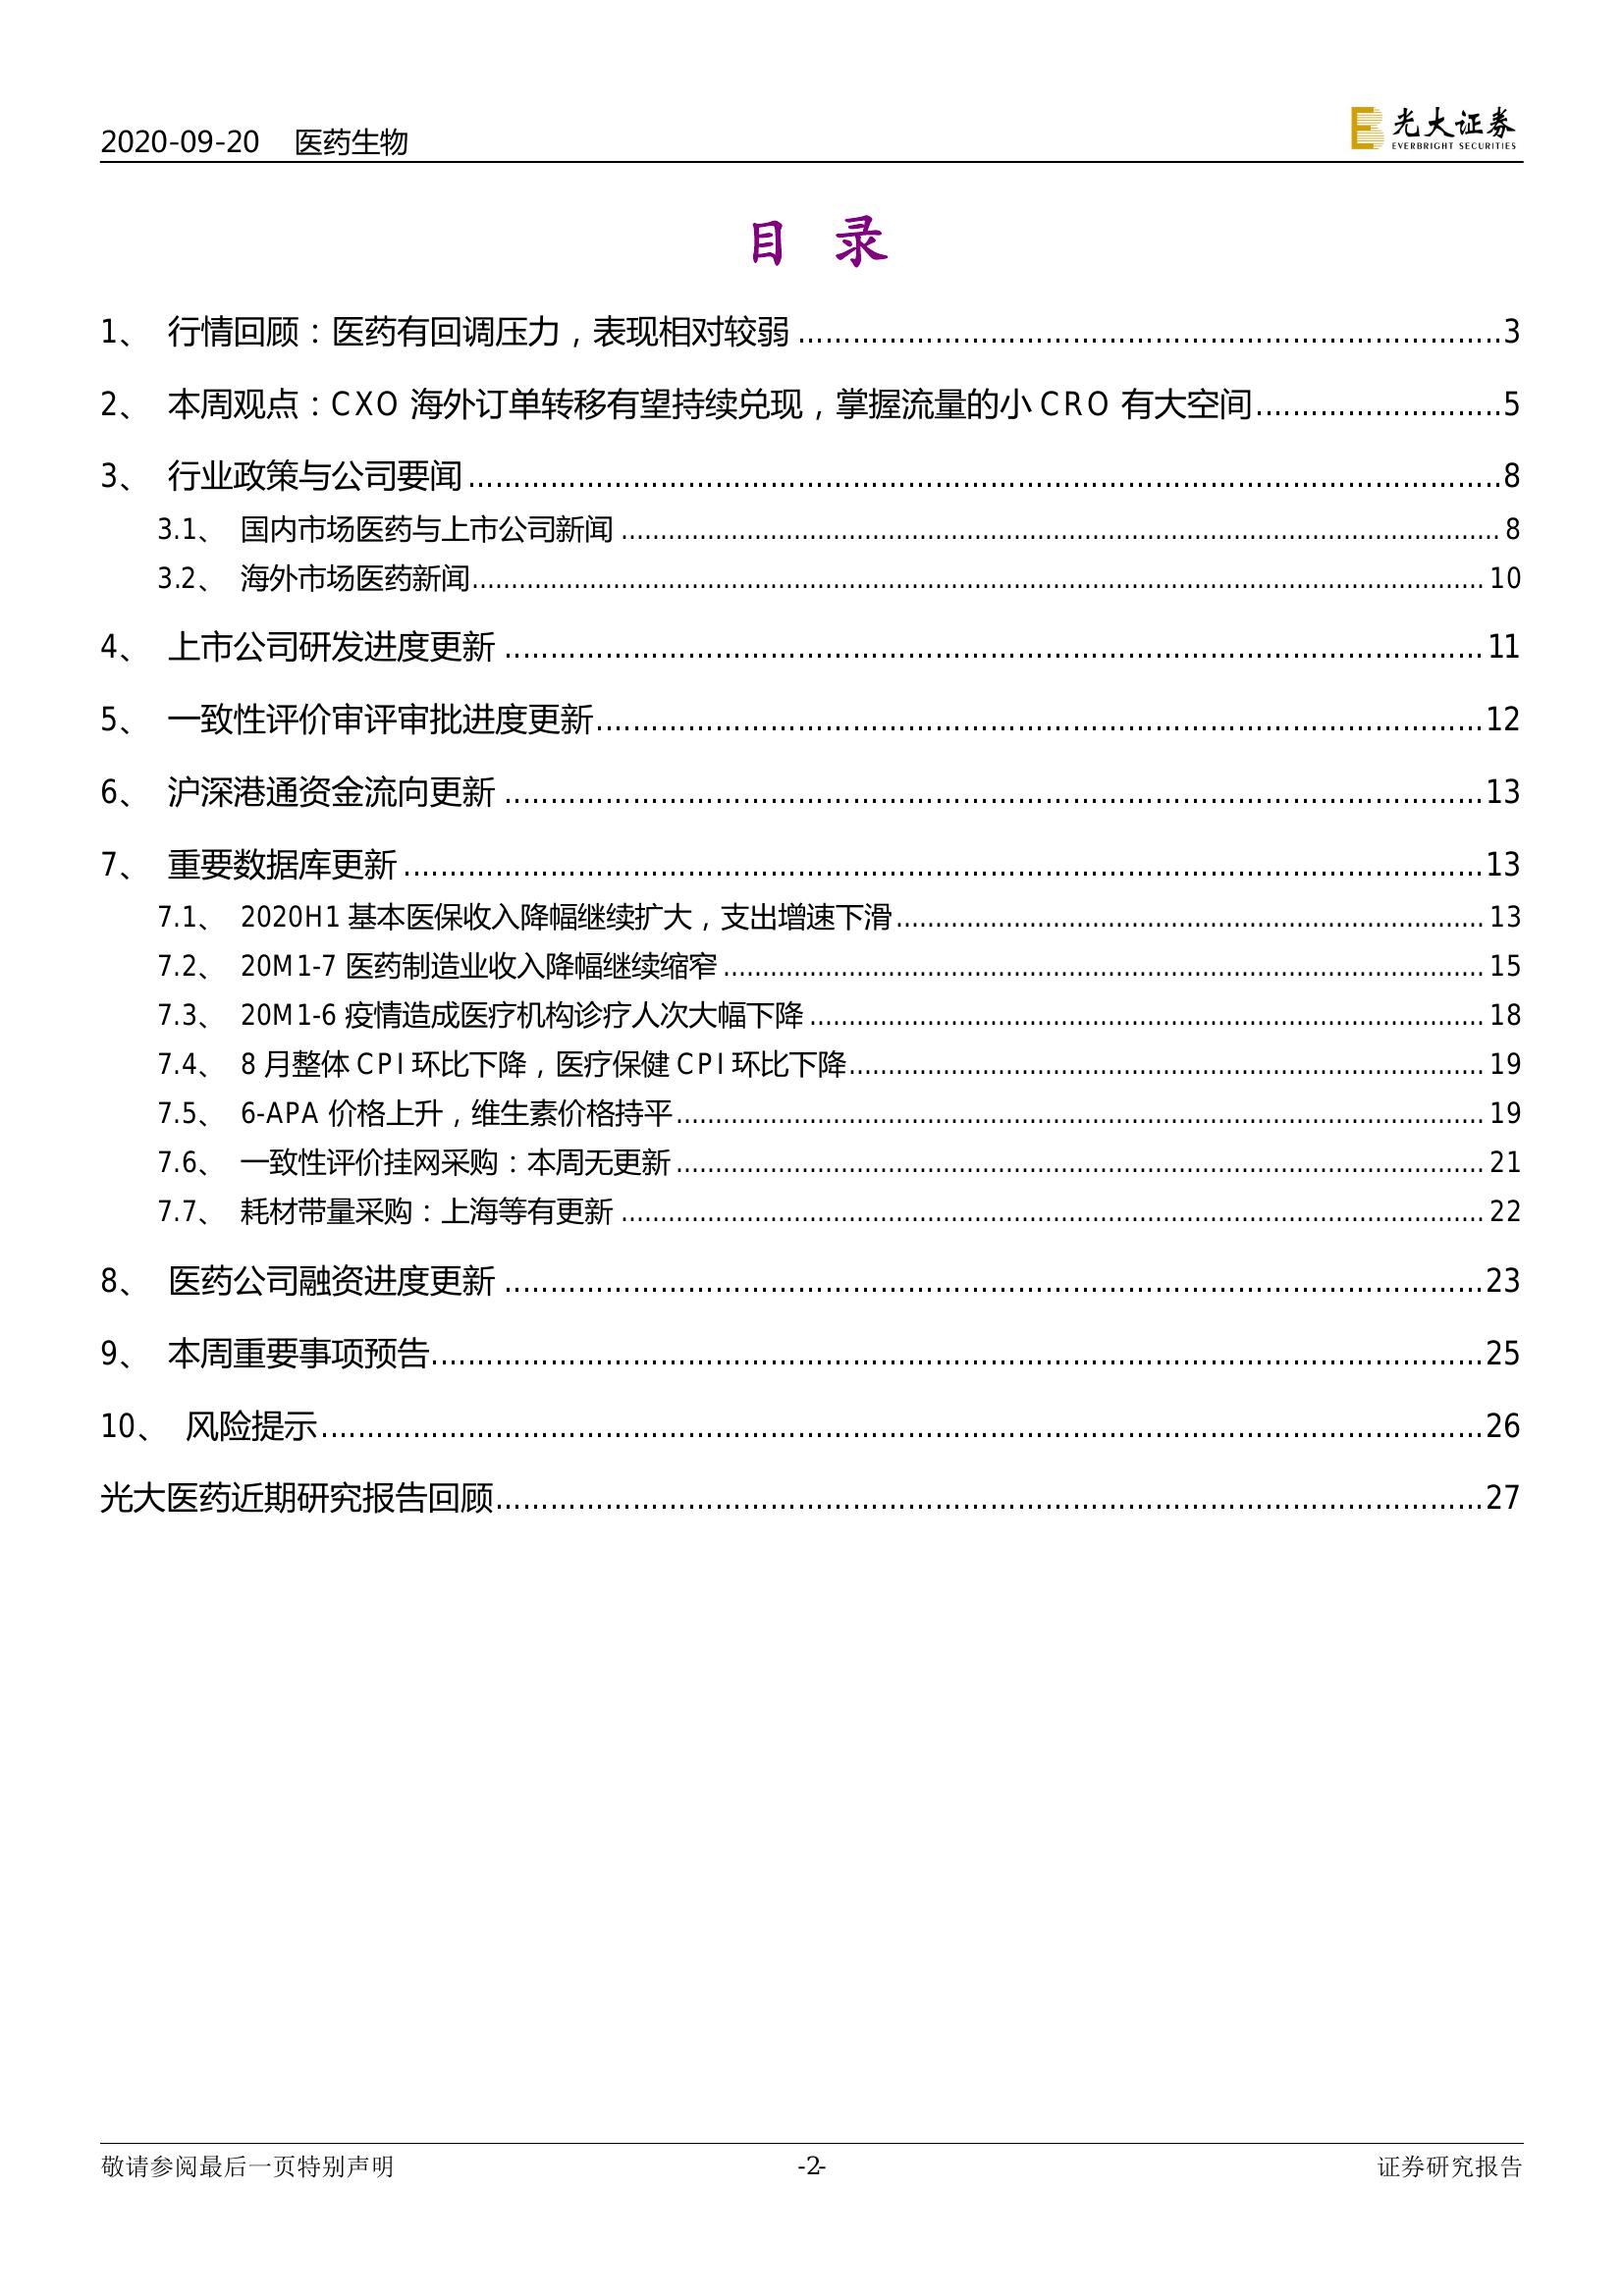 2020-09-20 医药生物
光大证券
EVERBRIGHT SECURITIES
目 录
1、 行情回顾：医药有回调压力，表现相对较弱 ........ 3
2、 本周观点：CXO 海外订单转移有望持续兑现，掌握流量的小 CRO 有大空间 ........ 5
3、 行业政策与公司要闻 ........ 8
3.1、 国内市场医药与上市公司新闻 ........ 8
3.2、 海外市场医药新闻 ........ 10
4、 上市公司研发进度更新 ........ 11
5、 一致性评价审评审批进度更新 ........ 12
6、 沪深港通资金流向更新 ........ 13
7、 重要数据库更新 ........ 13
7.1、 2020H1 基本医保收入降幅继续扩大，支出增速下滑 ........ 13
7.2、 20M1-7 医药制造业收入降幅继续缩窄 ........ 15
7.3、 20M1-6 疫情造成医疗机构诊疗人次大幅下降 ........ 18
7.4、 8 月整体 CPI 环比下降，医疗保健 CPI 环比下降 ........ 19
7.5、 6-APA 价格上升，维生素价格持平 ........ 19
7.6、 一致性评价挂网采购：本周无更新 ........ 21
7.7、 耗材带量采购：上海等有更新 ........ 22
8、 医药公司融资进度更新 ........ 23
9、 本周重要事项预告 ........ 25
10、 风险提示 ........ 26
光大医药近期研究报告回顾 ........ 27
敬请参阅最后一页特别声明 -2- 证券研究报告